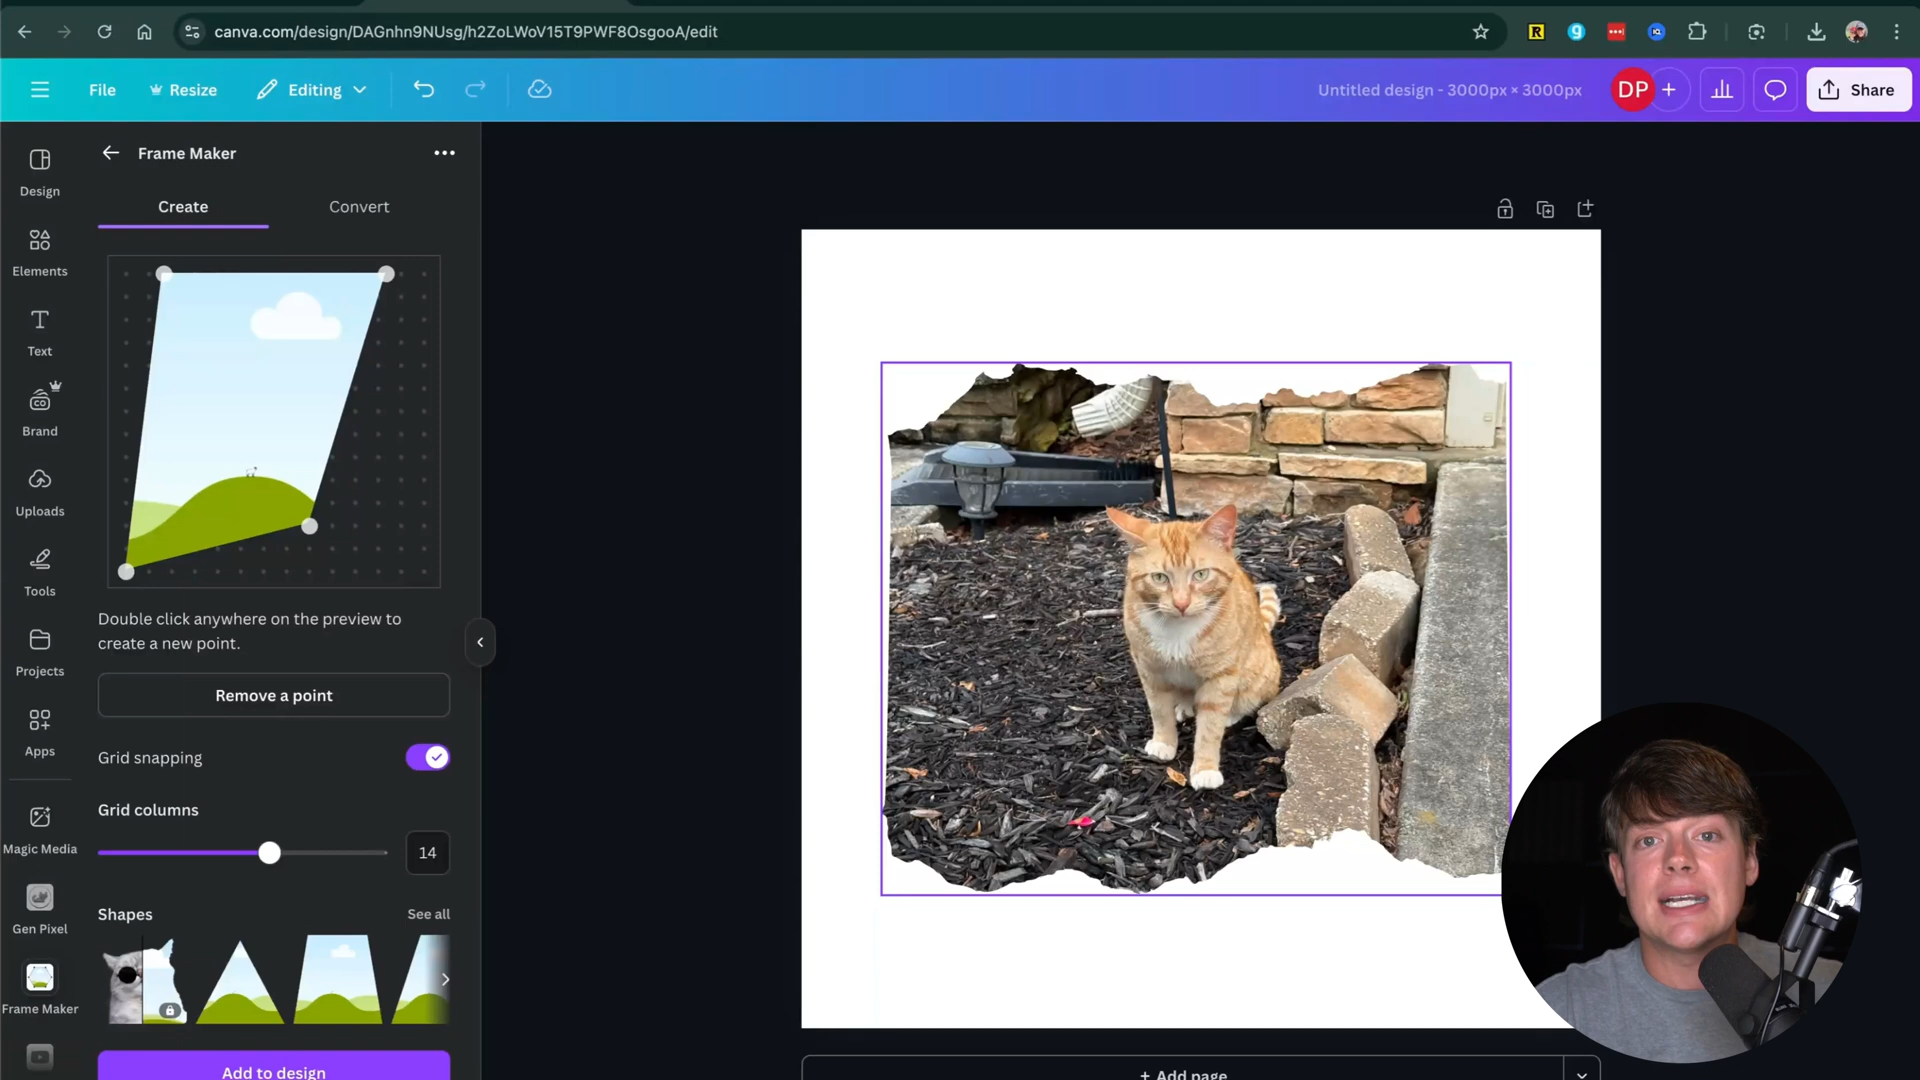 canva.com/design/DAGnhn9NUsg/h2ZoLWoV15T9PWF8OsgooA/edit
File
Resize
Editing
Untitled design - 3000px × 3000px
DP
Share
Design
Elements
Text
Brand
Uploads
Tools
Projects
Apps
Magic Media
Gen Pixel
Frame Maker
Frame Maker
Create
Convert
Double click anywhere on the preview to
create a new point.
Remove a point
Grid snapping
Grid columns
14
Shapes
See all
Add to design
+ Add page